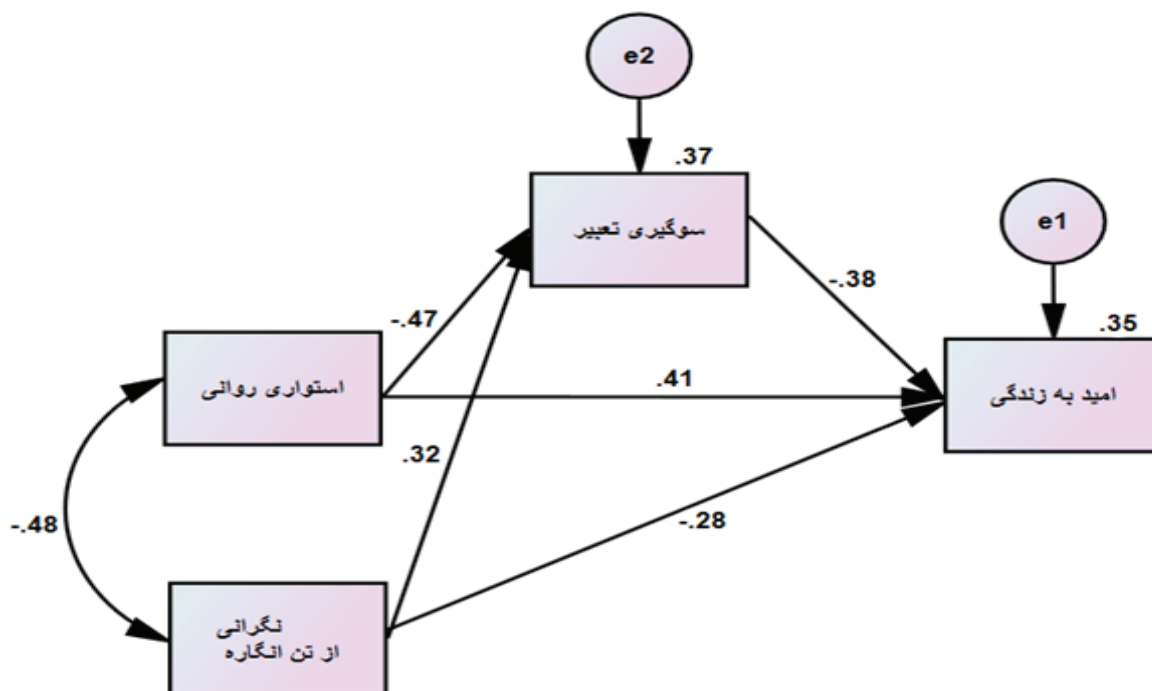 e2
.37
سوگیری تعبیر
e1
-.38
.35
-.47
استواری روانی
.41
امید به زندگی
.32
-.48
-.28
نگرانی
از تن انگاره